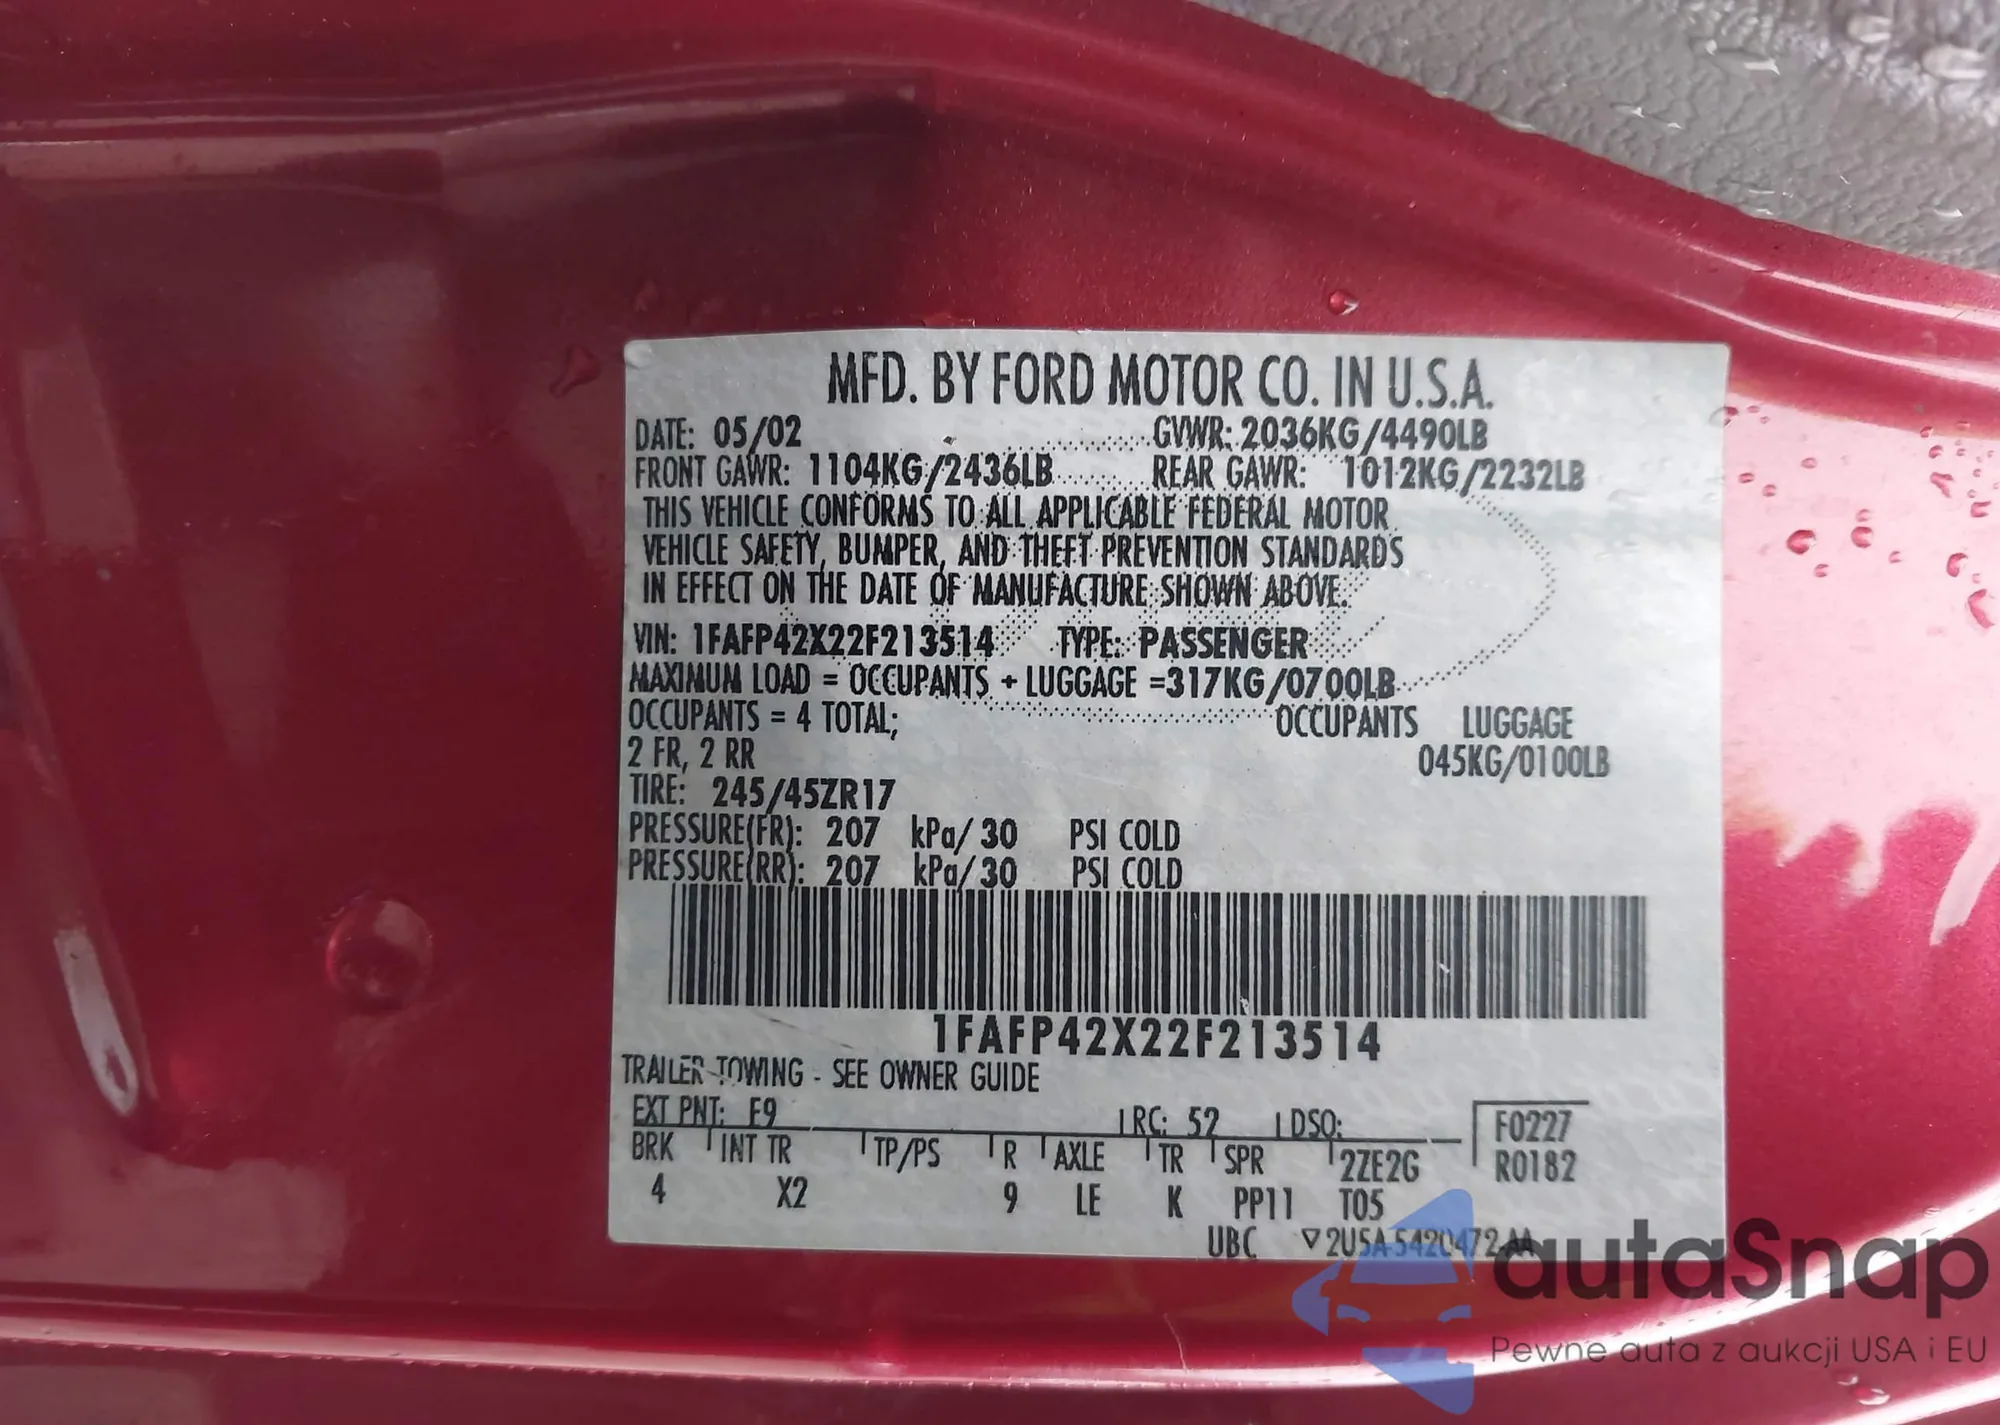 MFD. BY FORD MOTOR CO. IN U.S.A.
DATE: 05/02 GVWR: 2036KG/4490LB
FRONT GAWR: 1104KG/2436LB REAR GAWR: 1012KG/2232LB
THIS VEHICLE CONFORMS TO ALL APPLICABLE FEDERAL MOTOR
VEHICLE SAFETY, BUMPER, AND THEFT PREVENTION STANDARDS
IN EFFECT ON THE DATE OF MANUFACTURE SHOWN ABOVE.
VIN: 1FAFP42X22F213514 TYPE: PASSENGER
MAXIMUM LOAD = OCCUPANTS + LUGGAGE =317KG/0700LB
OCCUPANTS = 4 TOTAL; OCCUPANTS LUGGAGE
2 FR, 2 RR 045KG/0100LB
TIRE: 245/45ZR17
PRESSURE(FR): 207 kPa/ 30 PSI COLD
PRESSURE(RR): 207 kPa/ 30 PSI COLD
1FAFP42X22F213514
TRAILER TOWING - SEE OWNER GUIDE
EXT PNT: F9 RC: 52 DSO: F0227
BRK INT TR TP/PS R AXLE TR SPR 2ZE2G R0182
4 X2 9 LE K PP11 T05
UBC ▽2U5A-5420472-AA
autaSnap
Pewne auta z aukcji USA i EU